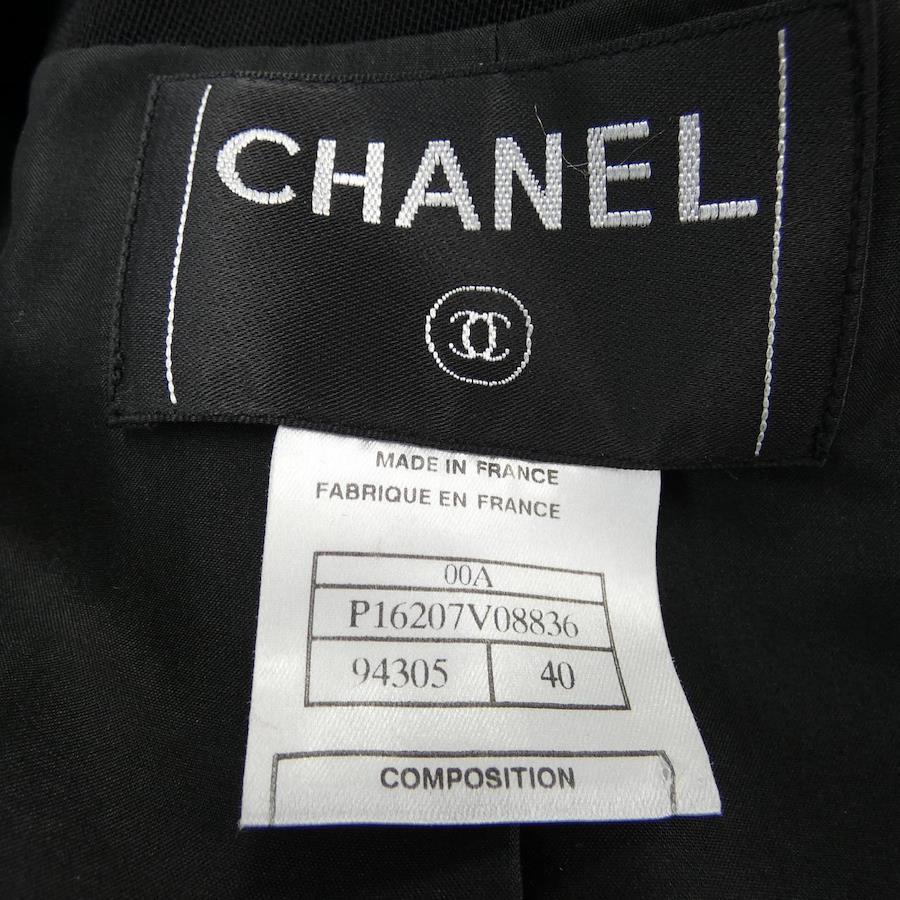 CHANEL
MADE IN FRANCE
FABRIQUE EN FRANCE
00A
P16207V08836
94305 40
COMPOSITION